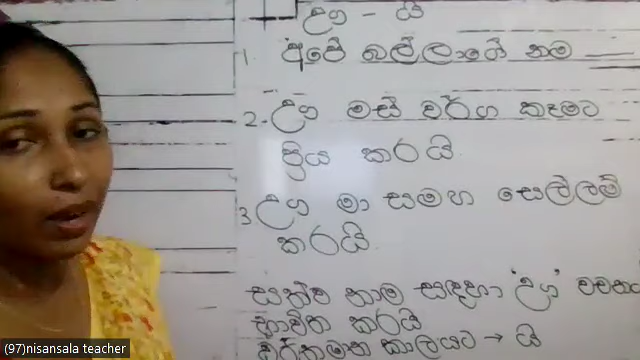 ඌ - යි
1 අපේ බල්ලාගේ නම
2. ඌ මස් වර්ග කෑමට
ප්‍රිය කරයි
3 ඌ මා සමඟ සෙල්ලම්
කරයි
සත්ව නාම සඳහා 'ඌ' වචනය
භාවිත කරයි
වර්තමාන කාලයට → යි
(97)nisansala teacher